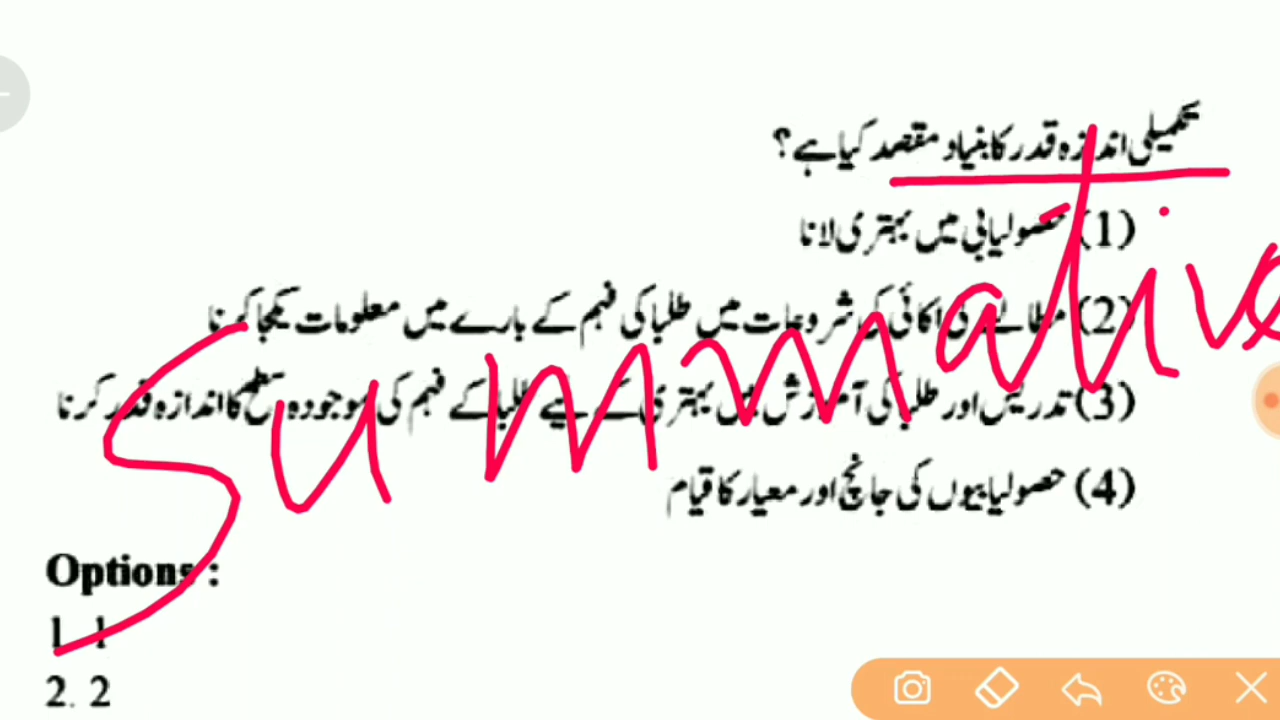 تکمیلی اندازہ قدر کا بنیاد مقصد کیا ہے؟
(1) حصولیابی میں بہتری لانا
(2) مطالعے کی اکائی کی شروعات میں طلبا کی فہم کے بارے میں معلومات یکجا کرنا
(3) تدریس اور طلبا کی آموزش میں بہتری کے لیے طلبا کے فہم کی موجودہ سطح کا اندازہ قدر کرنا
(4) حصولیابیوں کی جانچ اور معیار کا قیام
Summative
Options :
1. 1
2. 2